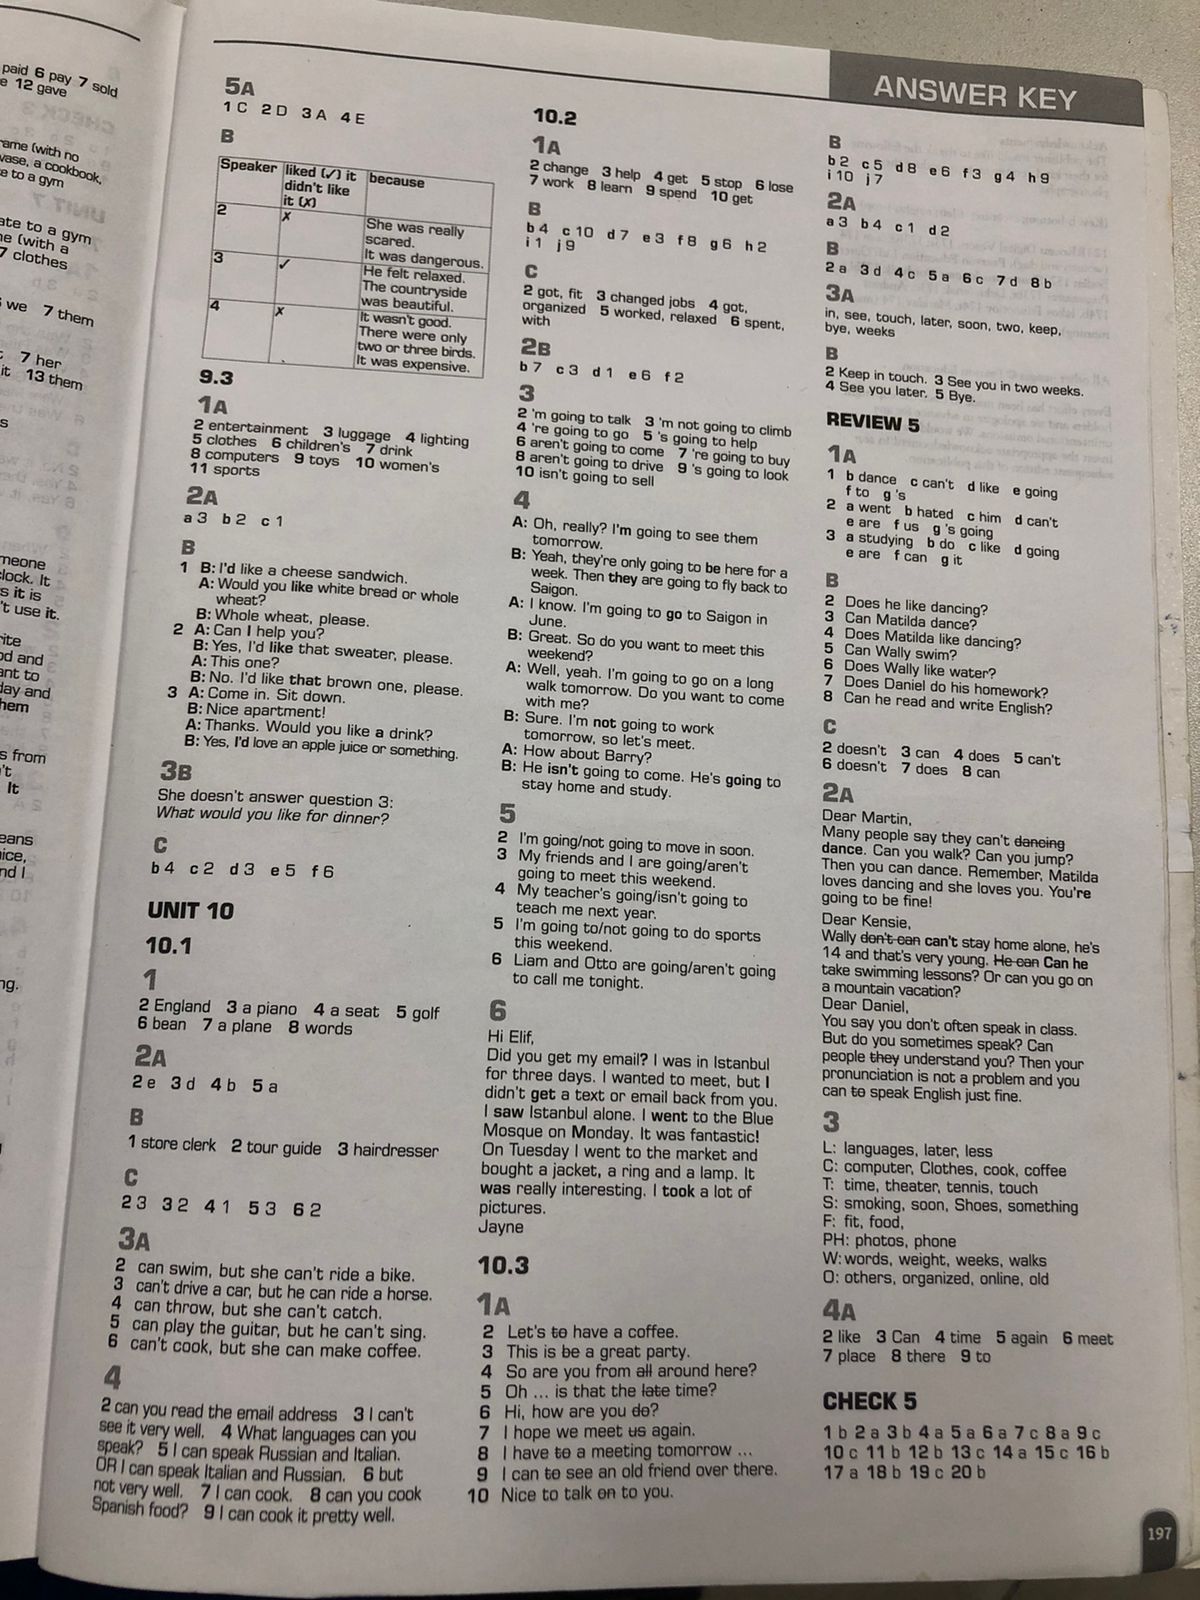 paid 6 pay 7 sold
12 gave
(with no
vase, a cookbook,
to a gym
to a gym
(with a
7 clothes
we 7 them
7 her
it 13 them
clock. It
it is
't use it.
and
to
day and
them
from
't
It
ANSWER KEY
5A
1 C 2 D 3 A 4 E
B
Speaker liked (✓) it because
didn't like
it (✗)
2 ✗ She was really
scared.
It was dangerous.
3 ✓ He felt relaxed.
The countryside
was beautiful.
4 ✗ It wasn't good.
There were only
two or three birds.
It was expensive.
9.3
1A
2 entertainment 3 luggage 4 lighting
5 clothes 6 children's 7 drink
8 computers 9 toys 10 women's
11 sports
2A
a 3 b 2 c 1
B
1 B: I'd like a cheese sandwich.
A: Would you like white bread or whole
wheat?
B: Whole wheat, please.
2 A: Can I help you?
B: Yes, I'd like that sweater, please.
A: This one?
B: No. I'd like that brown one, please.
3 A: Come in. Sit down.
B: Nice apartment!
A: Thanks. Would you like a drink?
B: Yes, I'd love an apple juice or something.
3B
She doesn't answer question 3:
What would you like for dinner?
C
b 4 c 2 d 3 e 5 f 6
UNIT 10
10.1
1
2 England 3 a piano 4 a seat 5 golf
6 bean 7 a plane 8 words
2A
2 e 3 d 4 b 5 a
B
1 store clerk 2 tour guide 3 hairdresser
C
2 3 3 2 4 1 5 3 6 2
3A
2 can swim, but she can't ride a bike.
3 can't drive a car, but he can ride a horse.
4 can throw, but she can't catch.
5 can play the guitar, but he can't sing.
6 can't cook, but she can make coffee.
4
2 can you read the email address 3 I can't
see it very well. 4 What languages can you
speak? 5 I can speak Russian and Italian.
OR I can speak Italian and Russian. 6 but
not very well. 7 I can cook. 8 can you cook
Spanish food? 9 I can cook it pretty well.
10.2
1A
2 change 3 help 4 get 5 stop 6 lose
7 work 8 learn 9 spend 10 get
B
b 4 c 10 d 7 e 3 f 8 g 6 h 2
i 1 j 9
C
2 got, fit 3 changed jobs 4 got,
organized 5 worked, relaxed 6 spent,
with
2B
b 7 c 3 d 1 e 6 f 2
3
2 'm going to talk 3 'm not going to climb
4 're going to go 5 's going to help
6 aren't going to come 7 're going to buy
8 aren't going to drive 9 's going to look
10 isn't going to sell
4
A: Oh, really? I'm going to see them
tomorrow.
B: Yeah, they're only going to be here for a
week. Then they are going to fly back to
Saigon.
A: I know. I'm going to go to Saigon in
June.
B: Great. So do you want to meet this
weekend?
A: Well, yeah. I'm going to go on a long
walk tomorrow. Do you want to come
with me?
B: Sure. I'm not going to work
tomorrow, so let's meet.
A: How about Barry?
B: He isn't going to come. He's going to
stay home and study.
5
2 I'm going/not going to move in soon.
3 My friends and I are going/aren't
going to meet this weekend.
4 My teacher's going/isn't going to
teach me next year.
5 I'm going to/not going to do sports
this weekend.
6 Liam and Otto are going/aren't going
to call me tonight.
6
Hi Elif,
Did you get my email? I was in Istanbul
for three days. I wanted to meet, but I
didn't get a text or email back from you.
I saw Istanbul alone. I went to the Blue
Mosque on Monday. It was fantastic!
On Tuesday I went to the market and
bought a jacket, a ring and a lamp. It
was really interesting. I took a lot of
pictures.
Jayne
10.3
1A
2 Let's to have a coffee.
3 This is be a great party.
4 So are you from all around here?
5 Oh ... is that the late time?
6 Hi, how are you do?
7 I hope we meet us again.
8 I have to a meeting tomorrow ...
9 I can to see an old friend over there.
10 Nice to talk on to you.
B
b 2 c 5 d 8 e 6 f 3 g 4 h 9
i 10 j 7
2A
a 3 b 4 c 1 d 2
B
2 a 3 d 4 c 5 a 6 c 7 d 8 b
3A
in, see, touch, later, soon, two, keep,
bye, weeks
B
2 Keep in touch. 3 See you in two weeks.
4 See you later. 5 Bye.
REVIEW 5
1A
1 b dance c can't d like e going
f to g 's
2 a went b hated c him d can't
e are f us g 's going
3 a studying b do c like d going
e are f can g it
B
2 Does he like dancing?
3 Can Matilda dance?
4 Does Matilda like dancing?
5 Can Wally swim?
6 Does Wally like water?
7 Does Daniel do his homework?
8 Can he read and write English?
C
2 doesn't 3 can 4 does 5 can't
6 doesn't 7 does 8 can
2A
Dear Martin,
Many people say they can't dancing
dance. Can you walk? Can you jump?
Then you can dance. Remember, Matilda
loves dancing and she loves you. You're
going to be fine!
Dear Kensie,
Wally don't can can't stay home alone, he's
14 and that's very young. He can Can he
take swimming lessons? Or can you go on
a mountain vacation?
Dear Daniel,
You say you don't often speak in class.
But do you sometimes speak? Can
people they understand you? Then your
pronunciation is not a problem and you
can to speak English just fine.
3
L: languages, later, less
C: computer, Clothes, cook, coffee
T: time, theater, tennis, touch
S: smoking, soon, Shoes, something
F: fit, food,
PH: photos, phone
W: words, weight, weeks, walks
O: others, organized, online, old
4A
2 like 3 Can 4 time 5 again 6 meet
7 place 8 there 9 to
CHECK 5
1 b 2 a 3 b 4 a 5 a 6 a 7 c 8 a 9 c
10 c 11 b 12 b 13 c 14 a 15 c 16 b
17 a 18 b 19 c 20 b
197